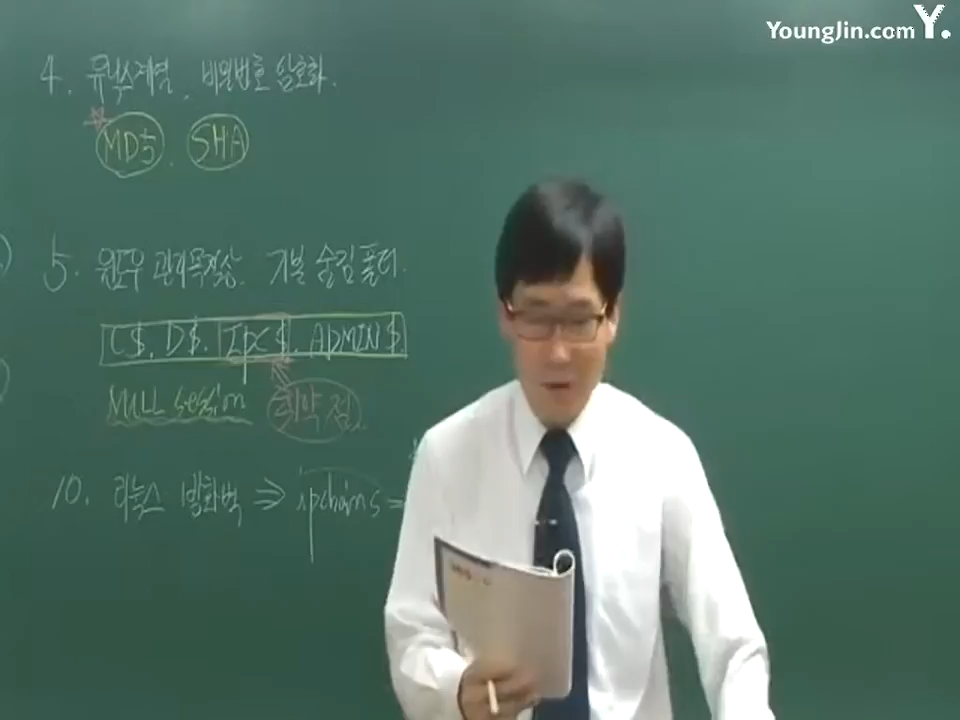 YoungJin.com Y.
4. 유닉스계열. 비밀번호 암호화.
MD5. SHA
5. 윈도우 관리목적상. 기본 숨김 폴더.
C$. D$. IPC$. ADMIN$.
NULL session 취약점.
10. 리눅스 방화벽 ⇒ ipchains =